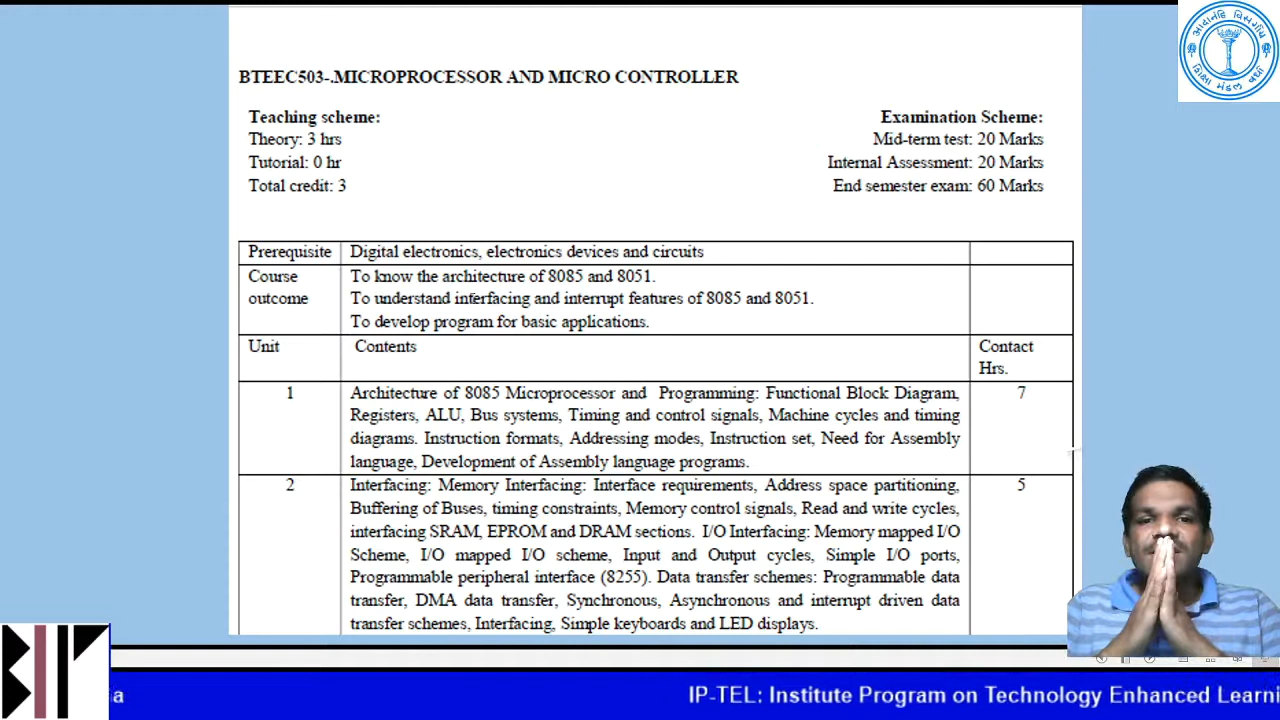 BTEEC503-.MICROPROCESSOR AND MICRO CONTROLLER
Teaching scheme:
Theory: 3 hrs
Tutorial: 0 hr
Total credit: 3
Examination Scheme:
Mid-term test: 20 Marks
Internal Assessment: 20 Marks
End semester exam: 60 Marks
Prerequisite Digital electronics, electronics devices and circuits
Course outcome
To know the architecture of 8085 and 8051.
To understand interfacing and interrupt features of 8085 and 8051.
To develop program for basic applications.
Unit Contents Contact Hrs.
1 Architecture of 8085 Microprocessor and Programming: Functional Block Diagram, 7
Registers, ALU, Bus systems, Timing and control signals, Machine cycles and timing
diagrams. Instruction formats, Addressing modes, Instruction set, Need for Assembly
language, Development of Assembly language programs.
2 Interfacing: Memory Interfacing: Interface requirements, Address space partitioning, 5
Buffering of Buses, timing constraints, Memory control signals, Read and write cycles,
interfacing SRAM, EPROM and DRAM sections. I/O Interfacing: Memory mapped I/O
Scheme, I/O mapped I/O scheme, Input and Output cycles, Simple I/O ports,
Programmable peripheral interface (8255). Data transfer schemes: Programmable data
transfer, DMA data transfer, Synchronous, Asynchronous and interrupt driven data
transfer schemes, Interfacing, Simple keyboards and LED displays.
BIT
ia IP-TEL: Institute Program on Technology Enhanced Learni